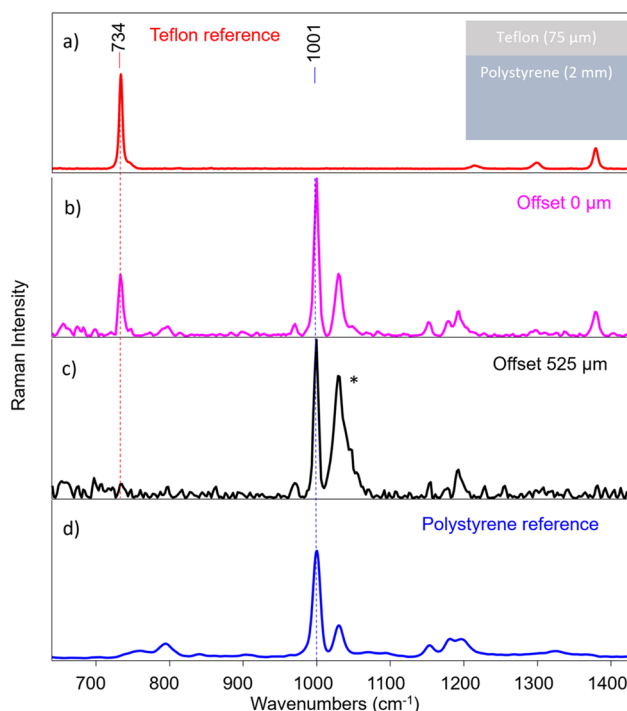 a)
734
Teflon reference
1001
Teflon (75 µm)
Polystyrene (2 mm)
b)
Offset 0 µm
c)
Offset 525 µm
*
d)
Polystyrene reference
Raman Intensity
700 800 900 1000 1100 1200 1300 1400
Wavenumbers (cm⁻¹)